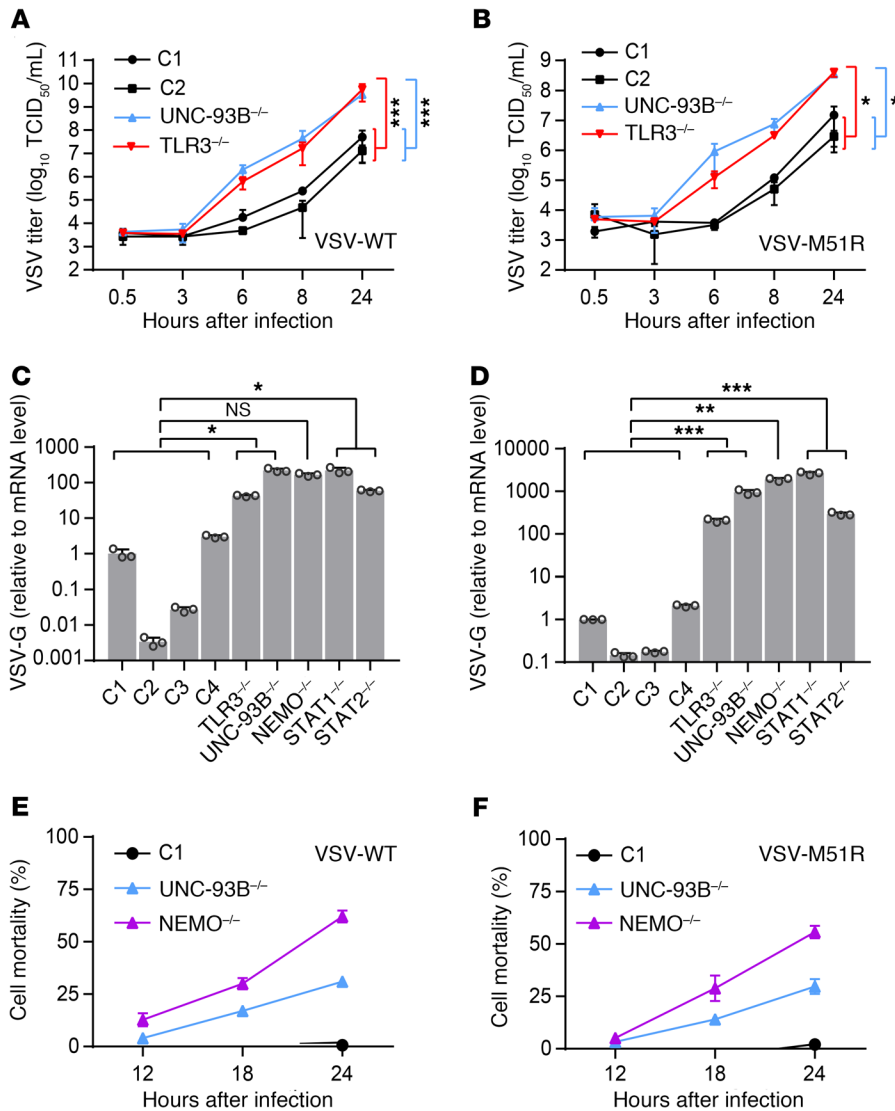 A
C1
C2
UNC-93B–/–
TLR3–/–
VSV titer (log10 TCID50/mL)
11
10
9
8
7
6
5
4
3
2
***
***
VSV-WT
0.5 3 6 8 24
Hours after infection
B
C1
C2
UNC-93B–/–
TLR3–/–
VSV titer (log10 TCID50/mL)
9
8
7
6
5
4
3
2
*
*
VSV-M51R
0.5 3 6 8 24
Hours after infection
C
*
NS
*
VSV-G (relative to mRNA level)
1000
100
10
1
0.1
0.01
0.001
C1
C2
C3
C4
TLR3–/–
UNC-93B–/–
NEMO–/–
STAT1–/–
STAT2–/–
D
***
**
***
VSV-G (relative to mRNA level)
10000
1000
100
10
1
0.1
C1
C2
C3
C4
TLR3–/–
UNC-93B–/–
NEMO–/–
STAT1–/–
STAT2–/–
E
C1
UNC-93B–/–
NEMO–/–
VSV-WT
Cell mortality (%)
100
75
50
25
0
12 18 24
Hours after infection
F
C1
UNC-93B–/–
NEMO–/–
VSV-M51R
Cell mortality (%)
100
75
50
25
0
12 18 24
Hours after infection